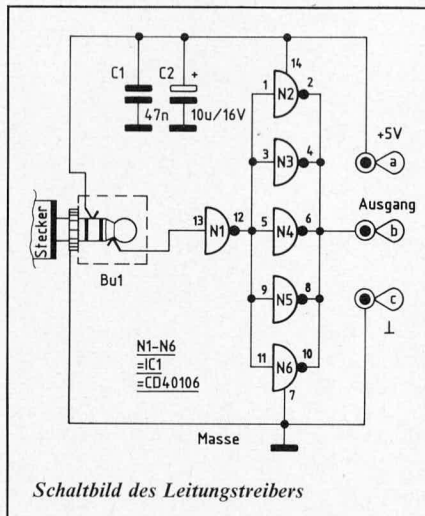 14
C1
C2
+
1
N2
2
47n
10u/16V
+5V
3
N3
4
a
Ausgang
Stecker
13
N1
12
5
N4
6
b
Bu1
9
N5
8
c
⊥
N1-N6
=IC1
=CD40106
11
N6
10
7
Masse
Schaltbild des Leitungstreibers